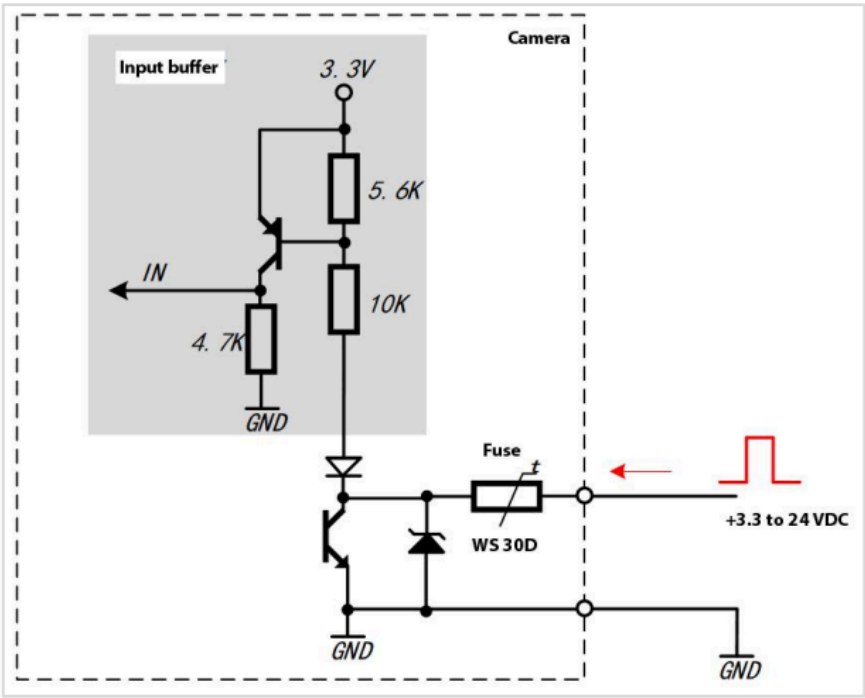 Camera
Input buffer
3. 3V
5. 6K
IN
10K
4. 7K
GND
Fuse
t
+3.3 to 24 VDC
WS 30D
GND
GND